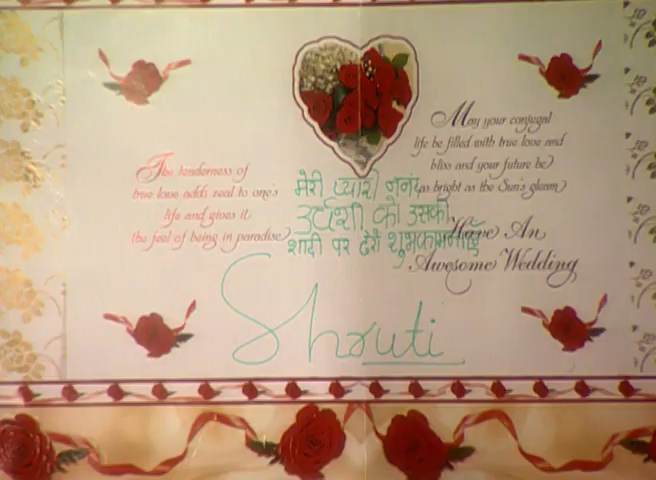 The tenderness of
true love adds zeal to one's
life and gives it
the feel of being in paradise
May your conjugal
life be filled with true love and
bliss and your future be
as bright as the Sun's gleam
Have An
Awesome Wedding
मेरी प्यारी ननंद
उर्वशी को उसकी
शादी पर ढेरों शुभकामनाएँ
Shruti